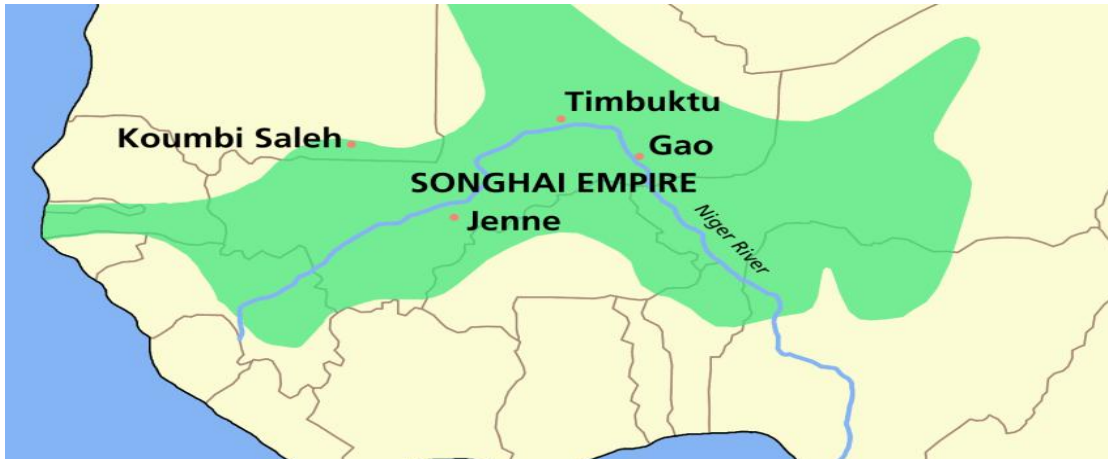 Timbuktu
Koumbi Saleh
Gao
SONGHAI EMPIRE
Jenne
Niger River